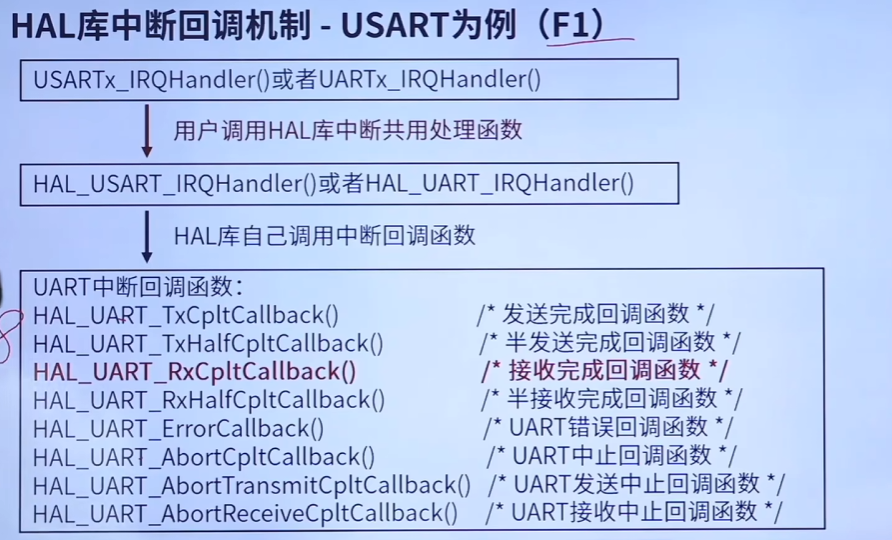 HAL库中断回调机制 - USART为例（F1）
USARTx_IRQHandler()或者UARTx_IRQHandler()
用户调用HAL库中断共用处理函数
HAL_USART_IRQHandler()或者HAL_UART_IRQHandler()
HAL库自己调用中断回调函数
UART中断回调函数：
HAL_UART_TxCpltCallback() /* 发送完成回调函数 */
HAL_UART_TxHalfCpltCallback() /* 半发送完成回调函数 */
HAL_UART_RxCpltCallback() /* 接收完成回调函数 */
HAL_UART_RxHalfCpltCallback() /* 半接收完成回调函数 */
HAL_UART_ErrorCallback() /* UART错误回调函数 */
HAL_UART_AbortCpltCallback() /* UART中止回调函数 */
HAL_UART_AbortTransmitCpltCallback() /* UART发送中止回调函数 */
HAL_UART_AbortReceiveCpltCallback() /* UART接收中止回调函数 */